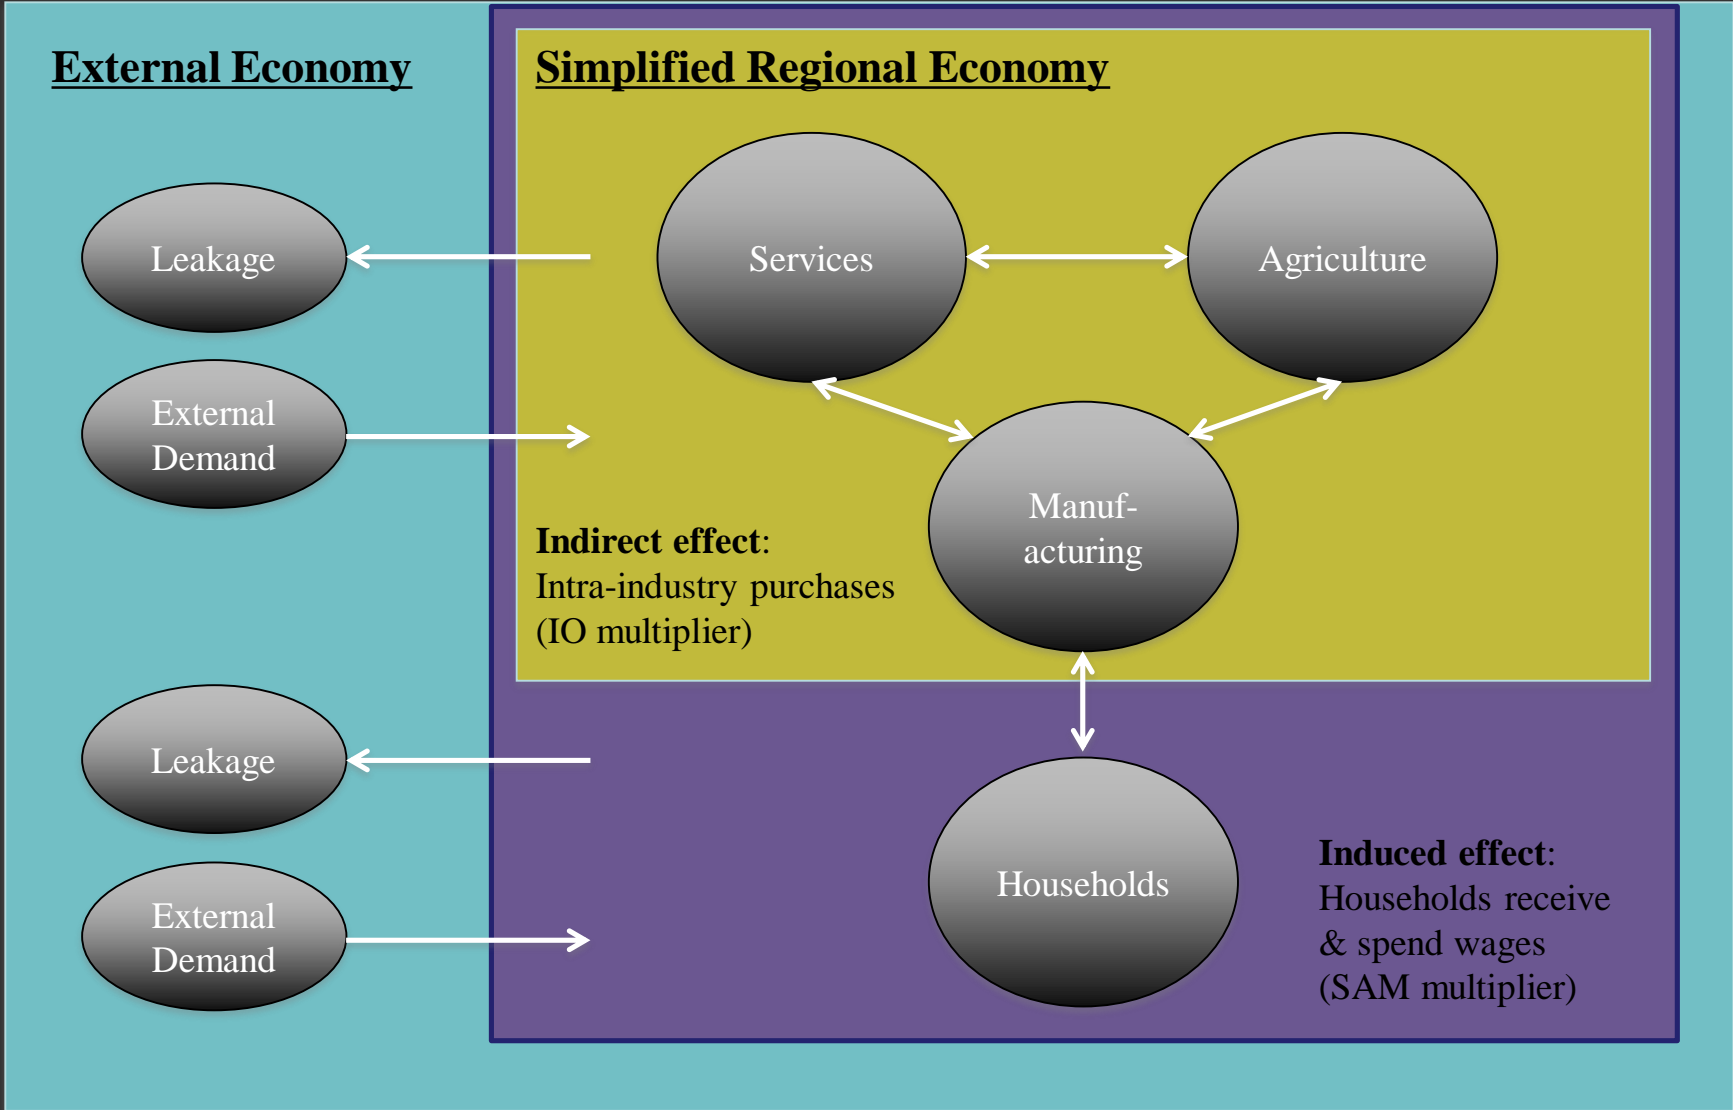 External Economy
Simplified Regional Economy
Leakage
Services
Agriculture
External
Demand
Manuf-
acturing
Indirect effect:
Intra-industry purchases
(IO multiplier)
Leakage
External
Demand
Households
Induced effect:
Households receive
& spend wages
(SAM multiplier)